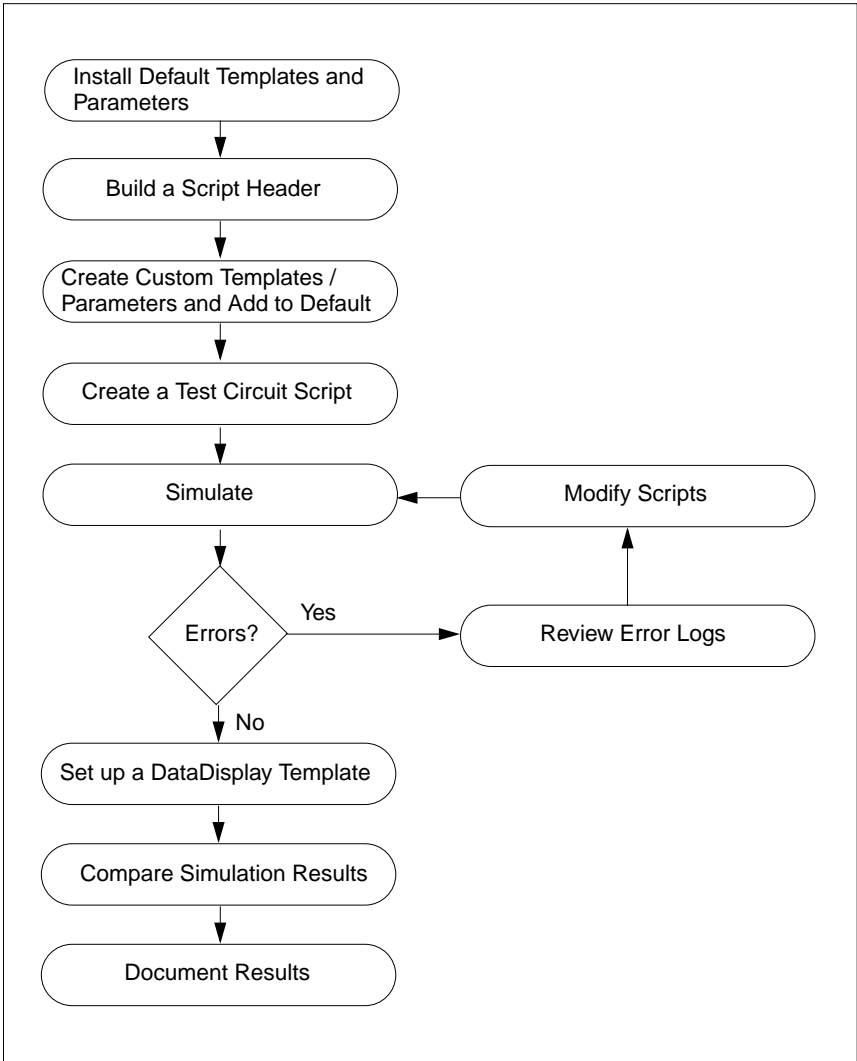 Install Default Templates and
Parameters
Build a Script Header
Create Custom Templates /
Parameters and Add to Default
Create a Test Circuit Script
Simulate
Modify Scripts
Errors?
Yes
Review Error Logs
No
Set up a DataDisplay Template
Compare Simulation Results
Document Results